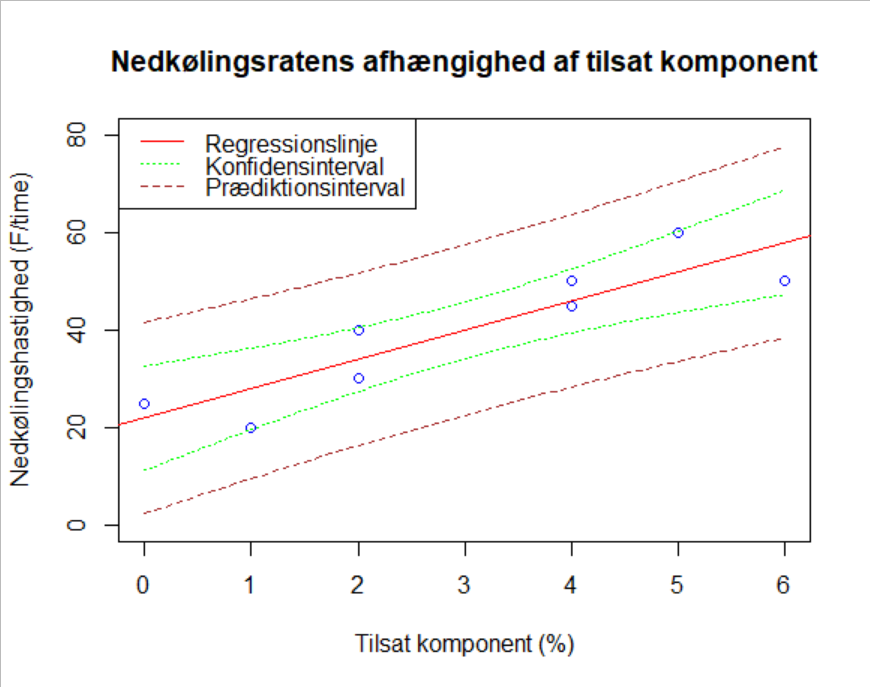 Nedkølingsratens afhængighed af tilsat komponent
Regressionslinje
Konfidensinterval
Prædiktionsinterval
Nedkølingshastighed (F/time)
80
60
40
20
0
0 1 2 3 4 5 6
Tilsat komponent (%)